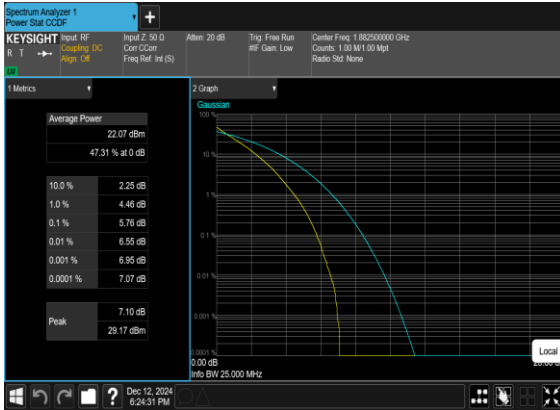 Spectrum Analyzer 1
Power Stat CCDF
+
KEYSIGHT
R T
Input: RF
Coupling: DC
Align: Off
Input Z: 50 Ω
Corr CCorr
Freq Ref: Int (S)
Atten: 20 dB
Trig: Free Run
#IF Gain: Low
Center Freq: 1.882500000 GHz
Counts: 1.00 M/1.00 Mpt
Radio Std: None
1 Metrics
Average Power
22.07 dBm
47.31 % at 0 dB
10.0 % 2.25 dB
1.0 % 4.46 dB
0.1 % 5.76 dB
0.01 % 6.55 dB
0.001 % 6.95 dB
0.0001 % 7.07 dB
Peak
7.10 dB
29.17 dBm
2 Graph
Gaussian
100 %
10 %
1 %
0.1 %
0.01 %
0.001 %
0.0001 %
0.00 dB
Info BW 25.000 MHz
Local
?
Dec 12, 2024
6:24:31 PM